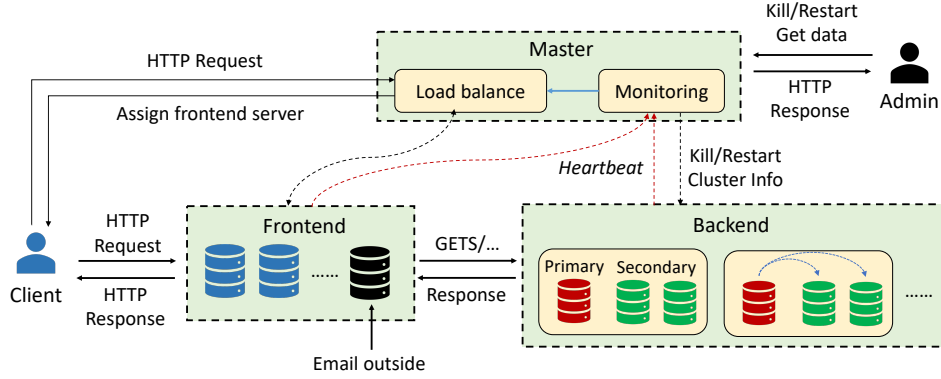 Kill/Restart
Get data
Master
HTTP Request
Load balance
Monitoring
HTTP
Response
Admin
Assign frontend server
Heartbeat
Kill/Restart
Cluster Info
HTTP
Request
Frontend
......
GETS/...
Response
Backend
Primary
Secondary
......
Client
HTTP
Response
Email outside